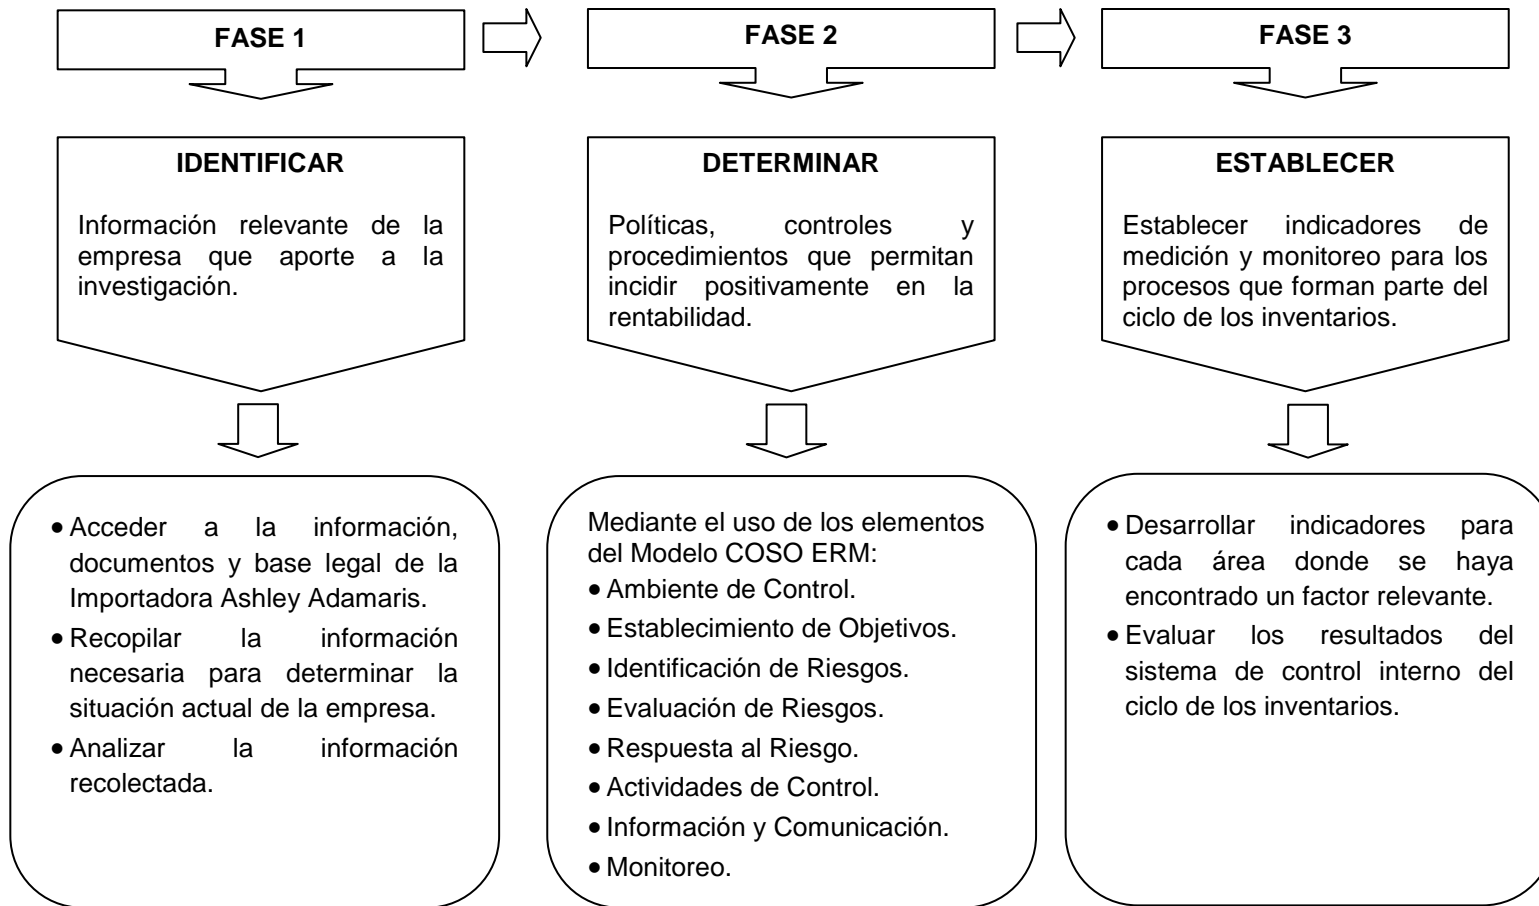 FASE 1
FASE 2
FASE 3
IDENTIFICAR
Información relevante de la
empresa que aporte a la
investigación.
DETERMINAR
Políticas, controles y
procedimientos que permitan
incidir positivamente en la
rentabilidad.
ESTABLECER
Establecer indicadores de
medición y monitoreo para los
procesos que forman parte del
ciclo de los inventarios.
• Acceder a la información,
documentos y base legal de la
Importadora Ashley Adamaris.
• Recopilar la información
necesaria para determinar la
situación actual de la empresa.
• Analizar la información
recolectada.
Mediante el uso de los elementos
del Modelo COSO ERM:
• Ambiente de Control.
• Establecimiento de Objetivos.
• Identificación de Riesgos.
• Evaluación de Riesgos.
• Respuesta al Riesgo.
• Actividades de Control.
• Información y Comunicación.
• Monitoreo.
• Desarrollar indicadores para
cada área donde se haya
encontrado un factor relevante.
• Evaluar los resultados del
sistema de control interno del
ciclo de los inventarios.